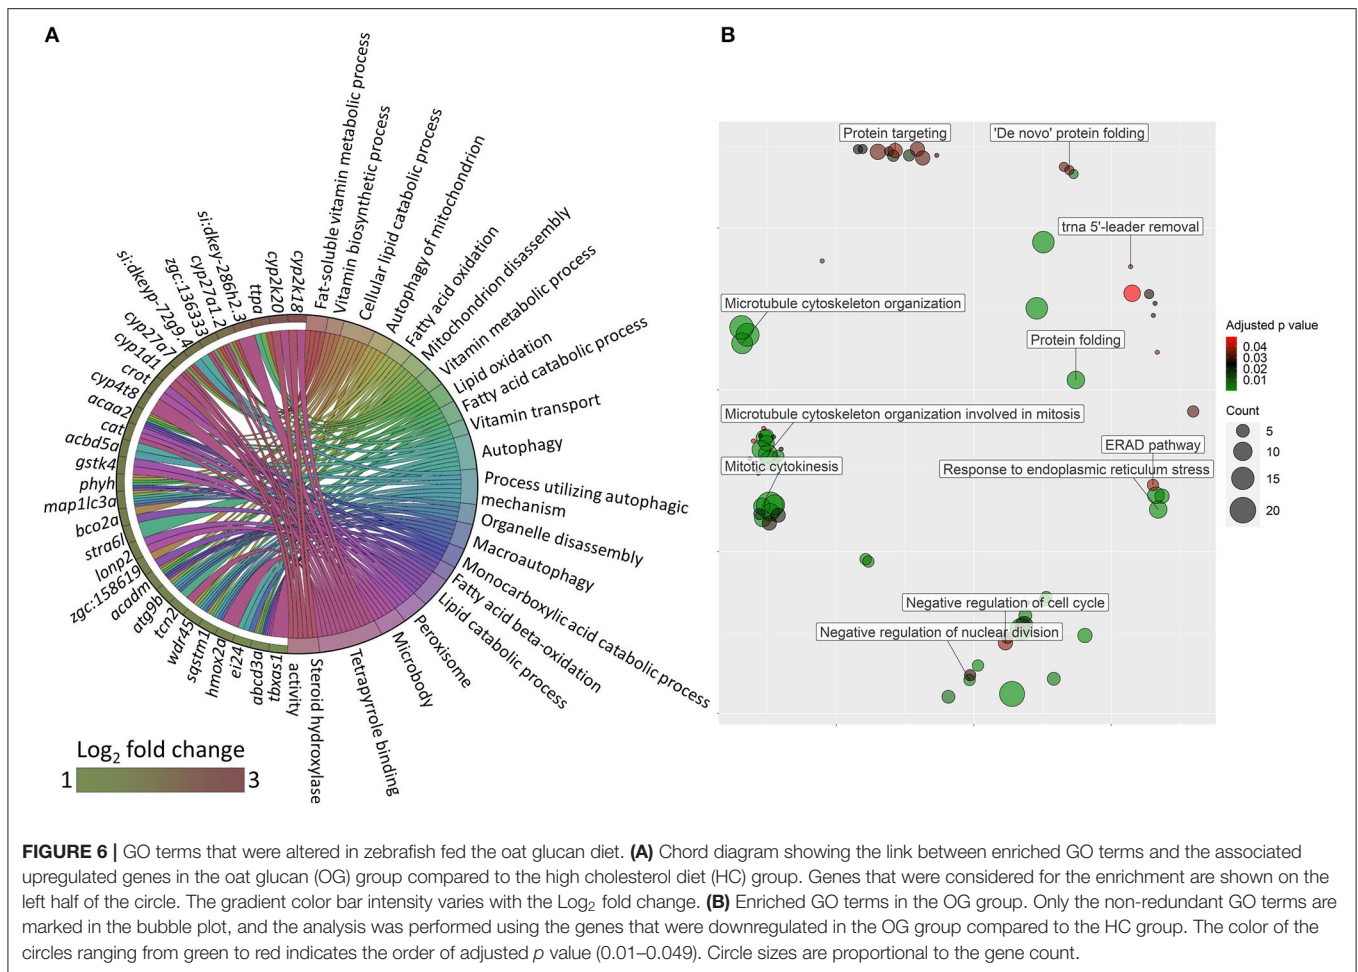 A
B
Fat-soluble vitamin metabolic process
Vitamin biosynthetic process
Cellular lipid catabolic process
Autophagy of mitochondrion
Fatty acid oxidation
Mitochondrion disassembly
Vitamin metabolic process
Lipid oxidation
Fatty acid catabolic process
Vitamin transport
Autophagy
Process utilizing autophagic
mechanism
Organelle disassembly
Macroautophagy
Monocarboxylic acid catabolic process
Fatty acid beta-oxidation
Lipid catabolic process
Peroxisome
Microbody
Tetrapyrrole binding
Steroid hydroxylase
activity
cyp2k18
cyp2k20
ttpa
si:dkey-286h2.3
cyp27a1.2
zgc:136333
si:dkeyp-72g9.4
cyp27a7
cyp1d1
crot
cyp4t8
acaa2
cat
acbd5a
gstk4
phyh
map1lc3a
bco2a
stra6l
lonp2
zgc:158619
acadm
atg9b
tcn2
wdr45
sqstm1
hmox2a
ei24
abcd3a
tbxas1
Log2 fold change
1 3
Protein targeting
'De novo' protein folding
trna 5'-leader removal
Microtubule cytoskeleton organization
Protein folding
Microtubule cytoskeleton organization involved in mitosis
ERAD pathway
Mitotic cytokinesis
Response to endoplasmic reticulum stress
Negative regulation of cell cycle
Negative regulation of nuclear division
Adjusted p value
0.04
0.03
0.02
0.01
Count
5
10
15
20
FIGURE 6 | GO terms that were altered in zebrafish fed the oat glucan diet. (A) Chord diagram showing the link between enriched GO terms and the associated
upregulated genes in the oat glucan (OG) group compared to the high cholesterol diet (HC) group. Genes that were considered for the enrichment are shown on the
left half of the circle. The gradient color bar intensity varies with the Log2 fold change. (B) Enriched GO terms in the OG group. Only the non-redundant GO terms are
marked in the bubble plot, and the analysis was performed using the genes that were downregulated in the OG group compared to the HC group. The color of the
circles ranging from green to red indicates the order of adjusted p value (0.01–0.049). Circle sizes are proportional to the gene count.